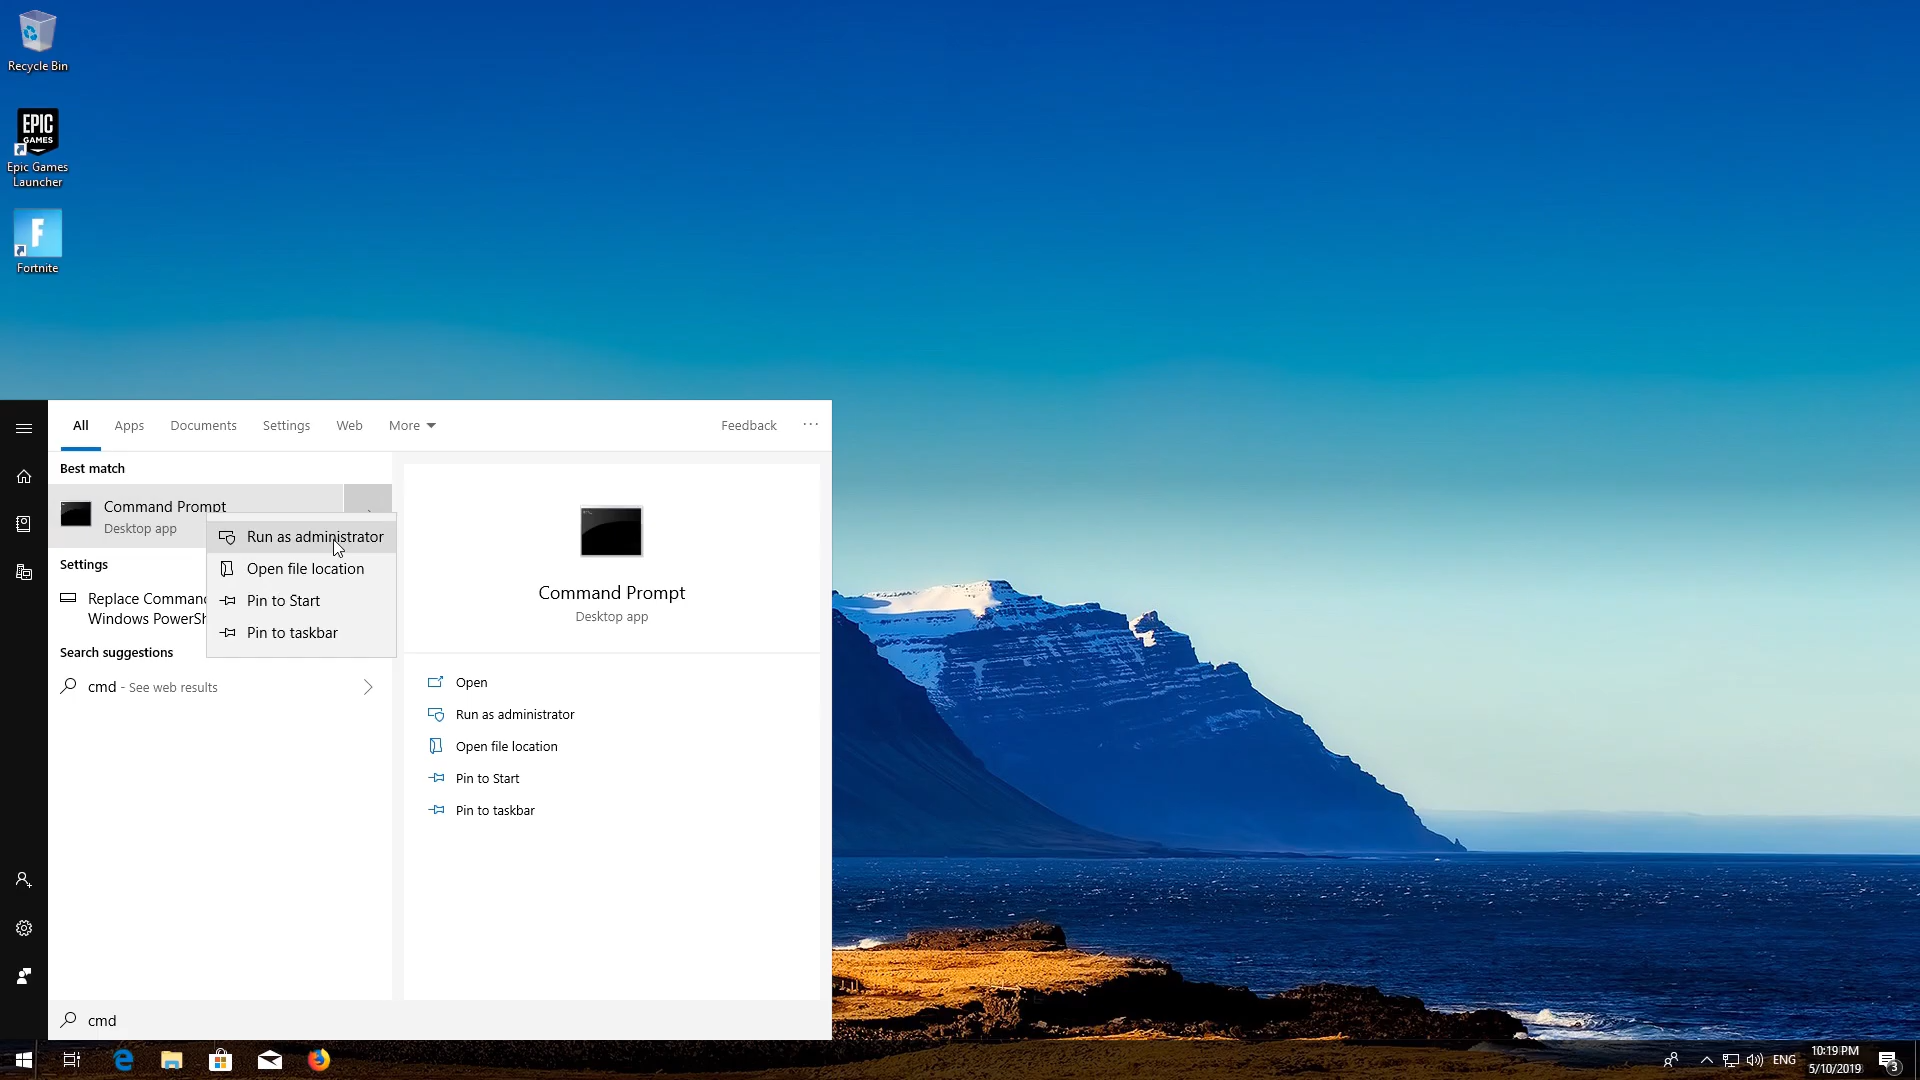 Recycle Bin
EPIC
GAMES
Epic Games
Launcher
F
Fortnite
All
Apps
Documents
Settings
Web
More
Feedback
Best match
Command Prompt
Desktop app
Run as administrator
Open file location
Pin to Start
Pin to taskbar
Settings
Replace Comman
Windows PowerSh
Search suggestions
cmd - See web results
Command Prompt
Desktop app
Open
Run as administrator
Open file location
Pin to Start
Pin to taskbar
cmd
ENG
10:19 PM
5/10/2019
3